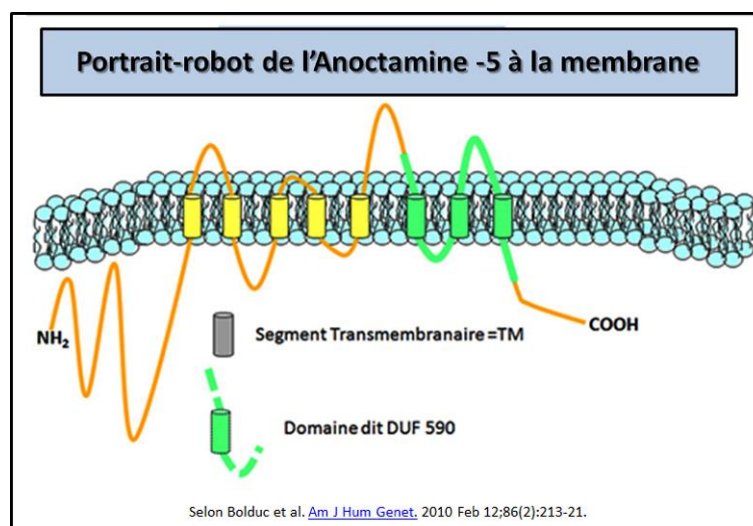 Portrait-robot de l'Anoctamine -5 à la membrane
NH2
COOH
Segment Transmembranaire =TM
Domaine dit DUF 590
Selon Bolduc et al. Am J Hum Genet. 2010 Feb 12;86(2):213-21.